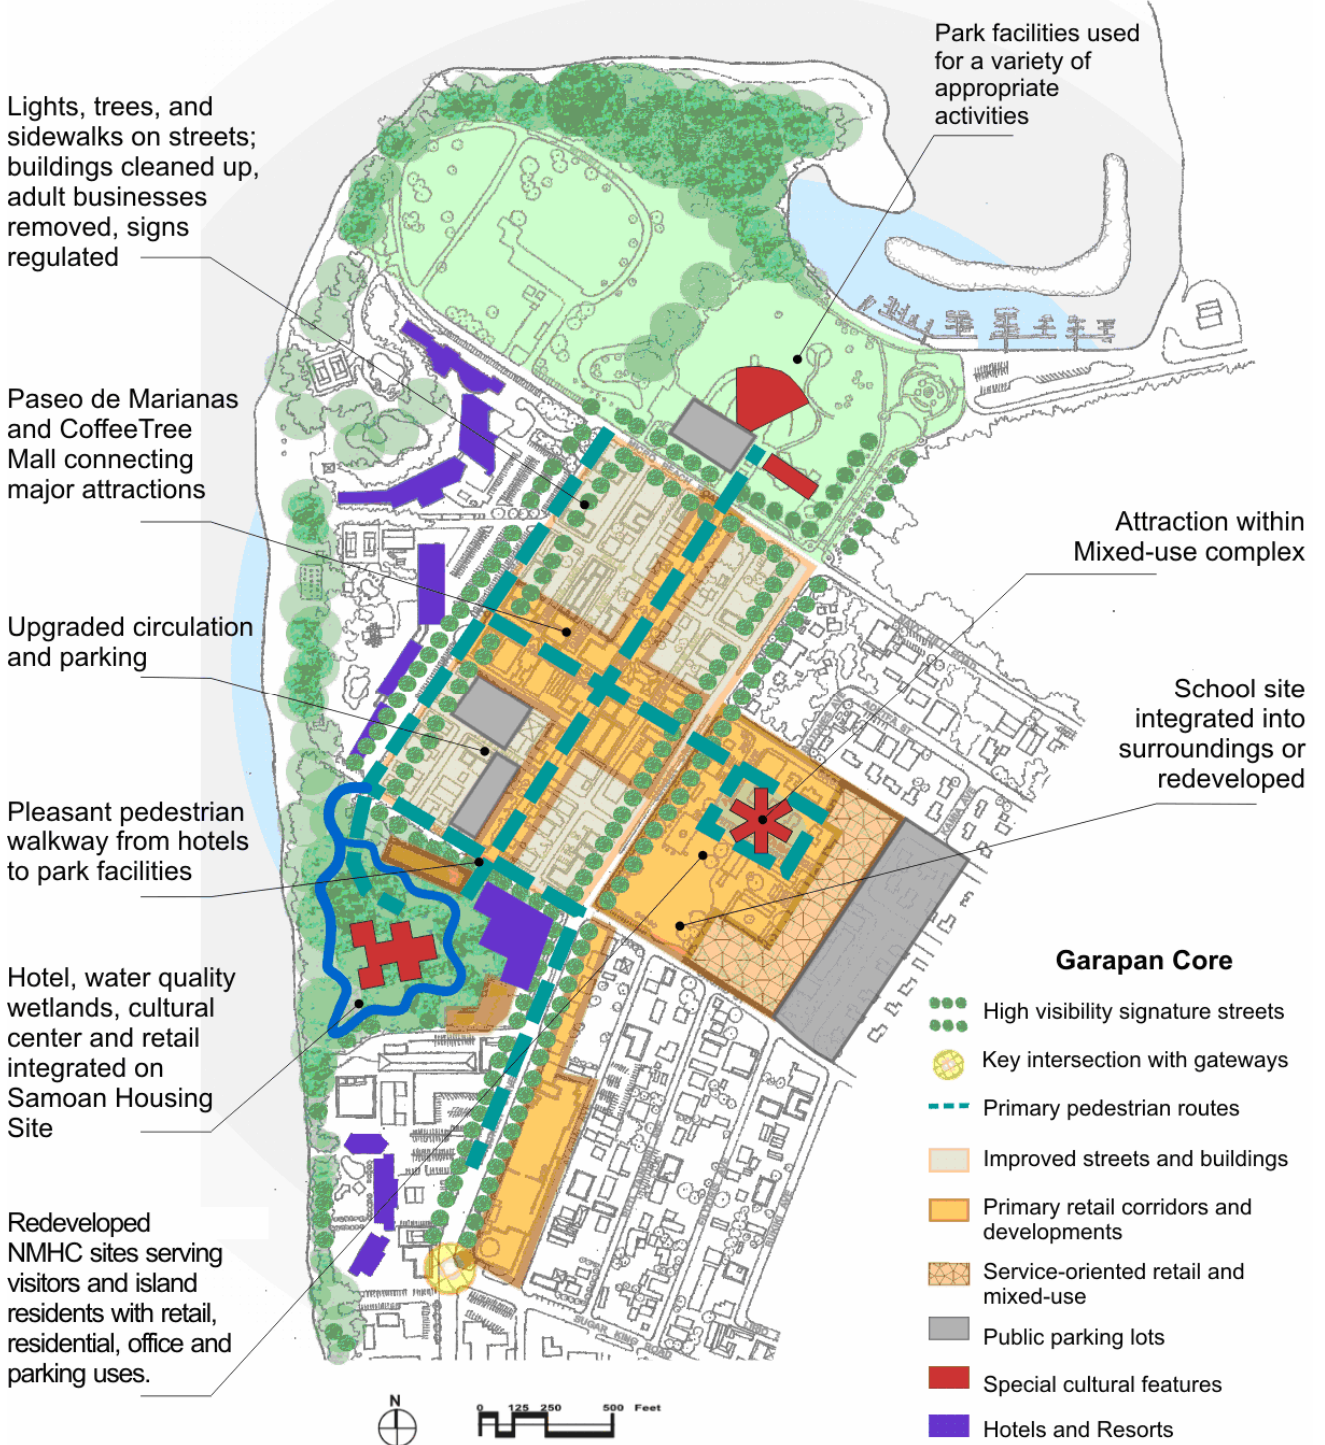 Park facilities used
for a variety of
appropriate
activities
Lights, trees, and
sidewalks on streets;
buildings cleaned up,
adult businesses
removed, signs
regulated
Paseo de Marianas
and CoffeeTree
Mall connecting
major attractions
Attraction within
Mixed-use complex
Upgraded circulation
and parking
School site
integrated into
surroundings or
redeveloped
Pleasant pedestrian
walkway from hotels
to park facilities
Hotel, water quality
wetlands, cultural
center and retail
integrated on
Samoan Housing
Site
Redeveloped
NMHC sites serving
visitors and island
residents with retail,
residential, office and
parking uses.
SUGAR KING
ROAD
Garapan Core
High visibility signature streets
Key intersection with gateways
Primary pedestrian routes
Improved streets and buildings
Primary retail corridors and
developments
Service-oriented retail and
mixed-use
Public parking lots
Special cultural features
Hotels and Resorts
N
0 125 250 500 Feet